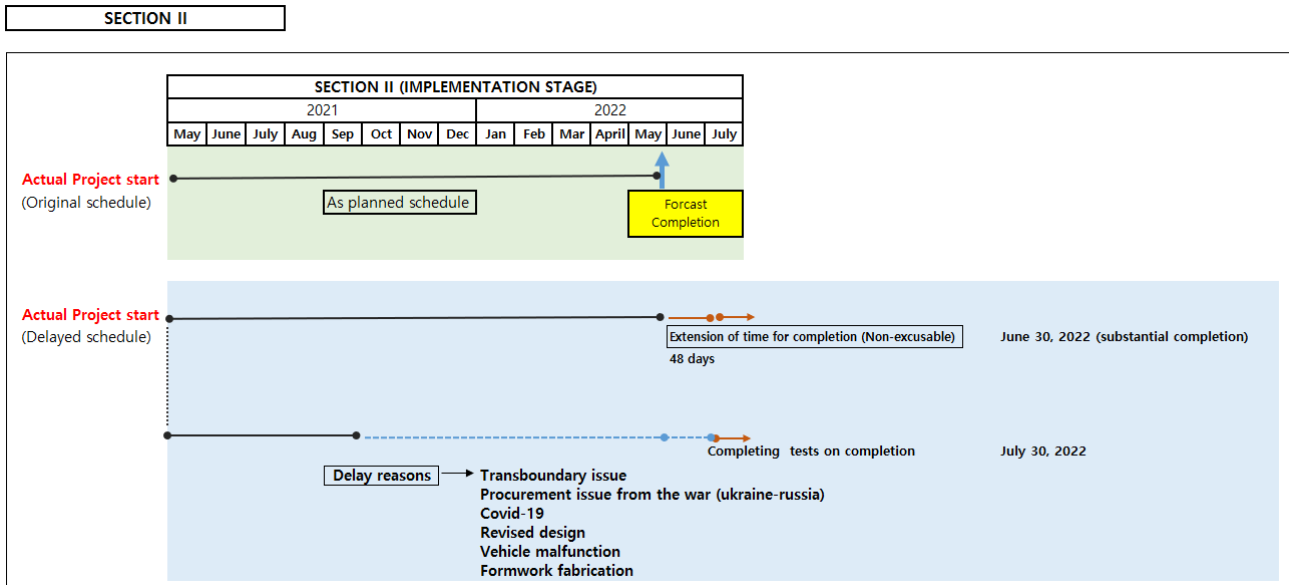 SECTION II
SECTION II (IMPLEMENTATION STAGE)
2021 2022
May June July Aug Sep Oct Nov Dec Jan Feb Mar April May June July
Actual Project start
(Original schedule)
As planned schedule
Forcast
Completion
Actual Project start
(Delayed schedule)
Extension of time for completion (Non-excusable)
June 30, 2022 (substantial completion)
48 days
Completing tests on completion
July 30, 2022
Delay reasons
Transboundary issue
Procurement issue from the war (ukraine-russia)
Covid-19
Revised design
Vehicle malfunction
Formwork fabrication